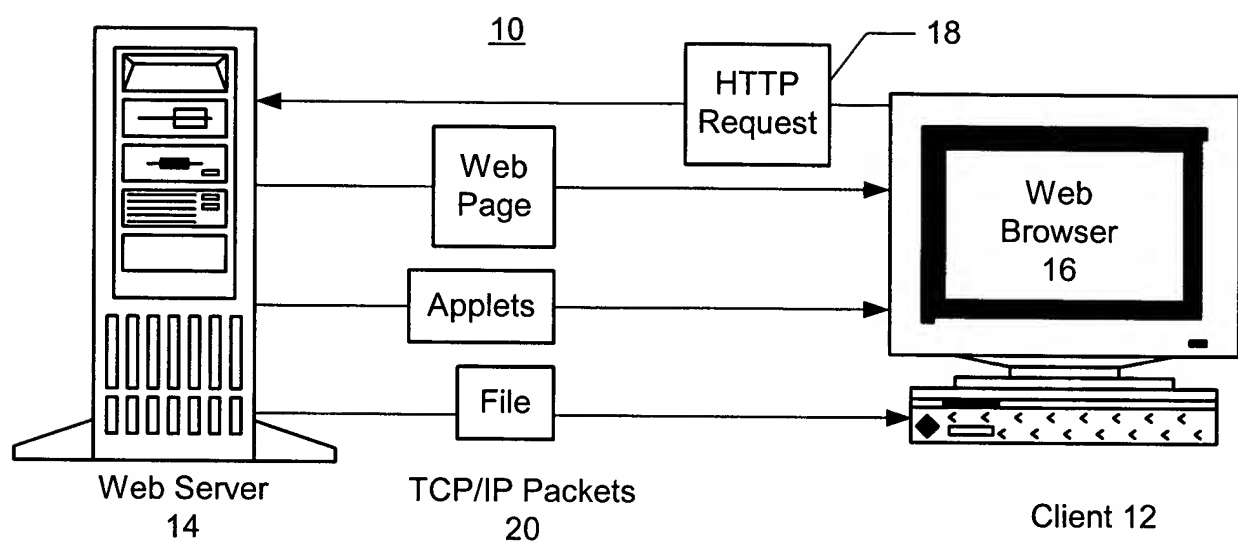 10
18
HTTP
Request
Web
Page
Web
Browser
16
Applets
File
Web Server
14
TCP/IP Packets
20
Client 12